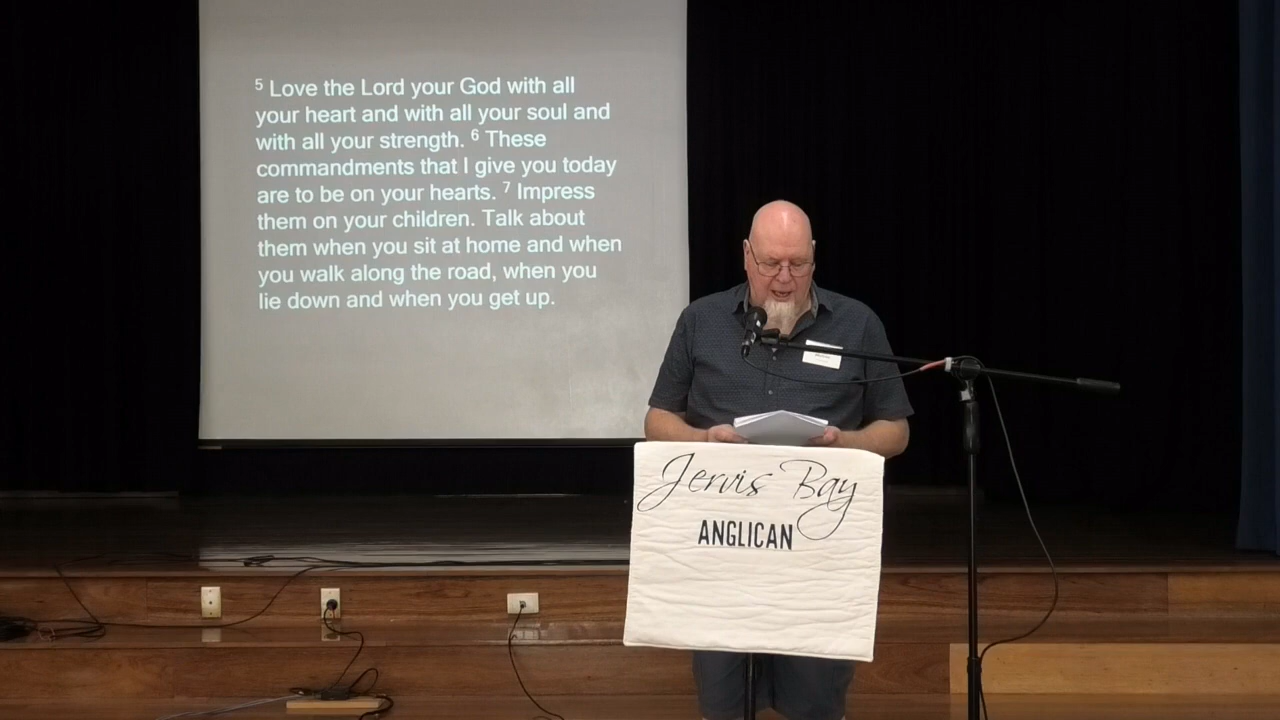 ⁵ Love the Lord your God with all
your heart and with all your soul and
with all your strength. ⁶ These
commandments that I give you today
are to be on your hearts. ⁷ Impress
them on your children. Talk about
them when you sit at home and when
you walk along the road, when you
lie down and when you get up.
Jervis Bay
ANGLICAN